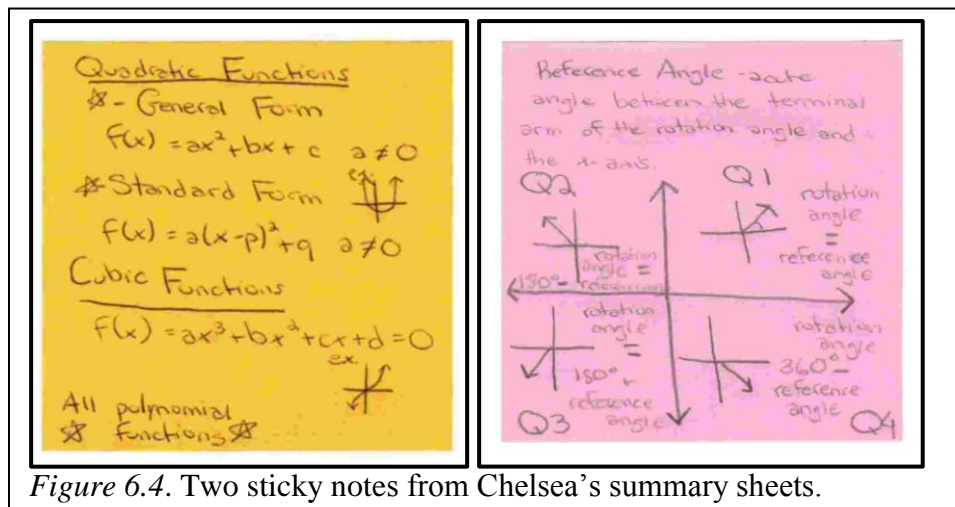 Quadratic Functions
☆ - General Form
f(x) = ax² + bx + c a ≠ 0
ex.
☆ - Standard Form
f(x) = a(x-p)² + q a ≠ 0
Cubic Functions
f(x) = ax³ + bx² + cx + d = 0
ex.
All polynomial
☆ functions ☆
Reference Angle - acute
angle between the terminal
arm of the rotation angle and
the x-axis.
Q2
Q1
rotation
angle
=
reference
angle
rotation
angle =
180° -
rotation
angle
=
180° +
reference
angle
Q3
rotation
angle
360° -
reference
angle
Q4
Figure 6.4. Two sticky notes from Chelsea's summary sheets.